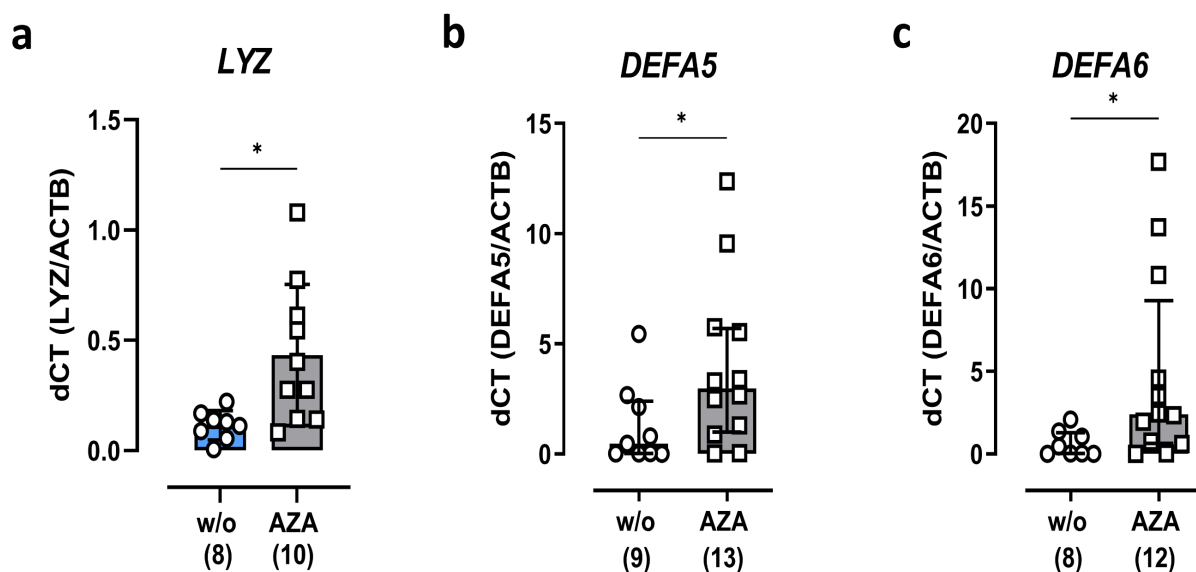 a
LYZ
dCT (LYZ/ACTB)
1.5
1.0
0.5
0.0
*
w/o
(8)
AZA
(10)
b
DEFA5
dCT (DEFA5/ACTB)
15
10
5
0
*
w/o
(9)
AZA
(13)
c
DEFA6
dCT (DEFA6/ACTB)
20
15
10
5
0
*
w/o
(8)
AZA
(12)